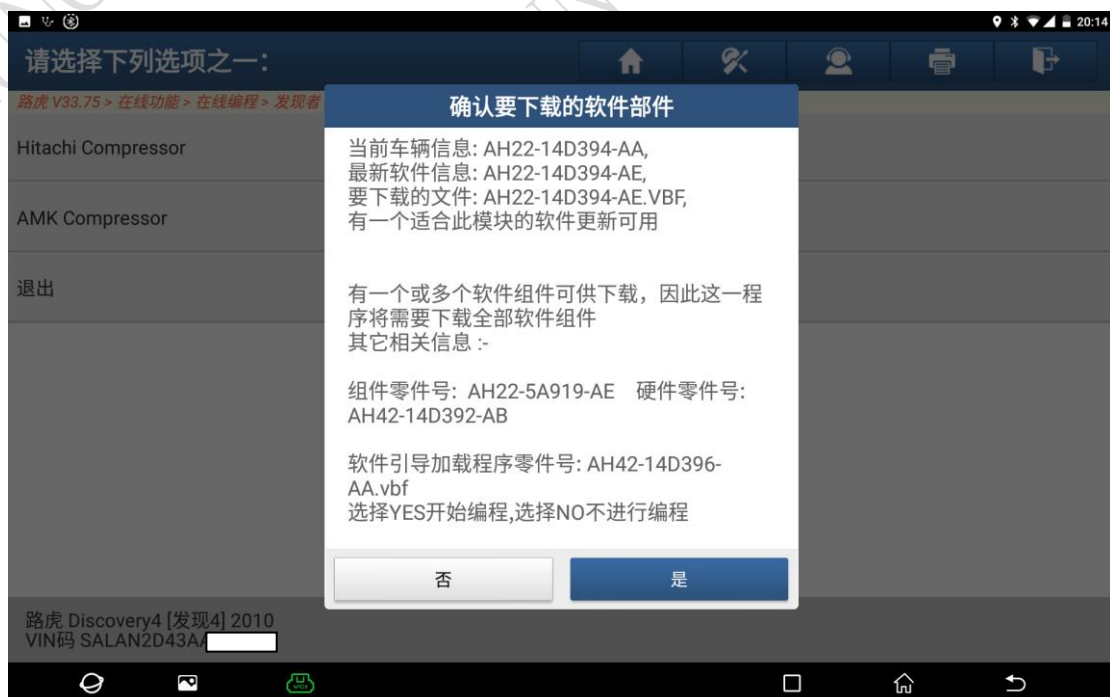 20:14
请选择下列选项之一：
路虎 V33.75 > 在线功能 > 在线编程 > 发现者
Hitachi Compressor
AMK Compressor
退出
确认要下载的软件部件
当前车辆信息: AH22-14D394-AA,
最新软件信息: AH22-14D394-AE,
要下载的文件: AH22-14D394-AE.VBF,
有一个适合此模块的软件更新可用
有一个或多个软件组件可供下载，因此这一程
序将需要下载全部软件组件
其它相关信息 :-
组件零件号: AH22-5A919-AE 硬件零件号:
AH42-14D392-AB
软件引导加载程序零件号: AH42-14D396-
AA.vbf
选择YES开始编程,选择NO不进行编程
否
是
路虎 Discovery4 [发现4] 2010
VIN码 SALAN2D43AA
VCI